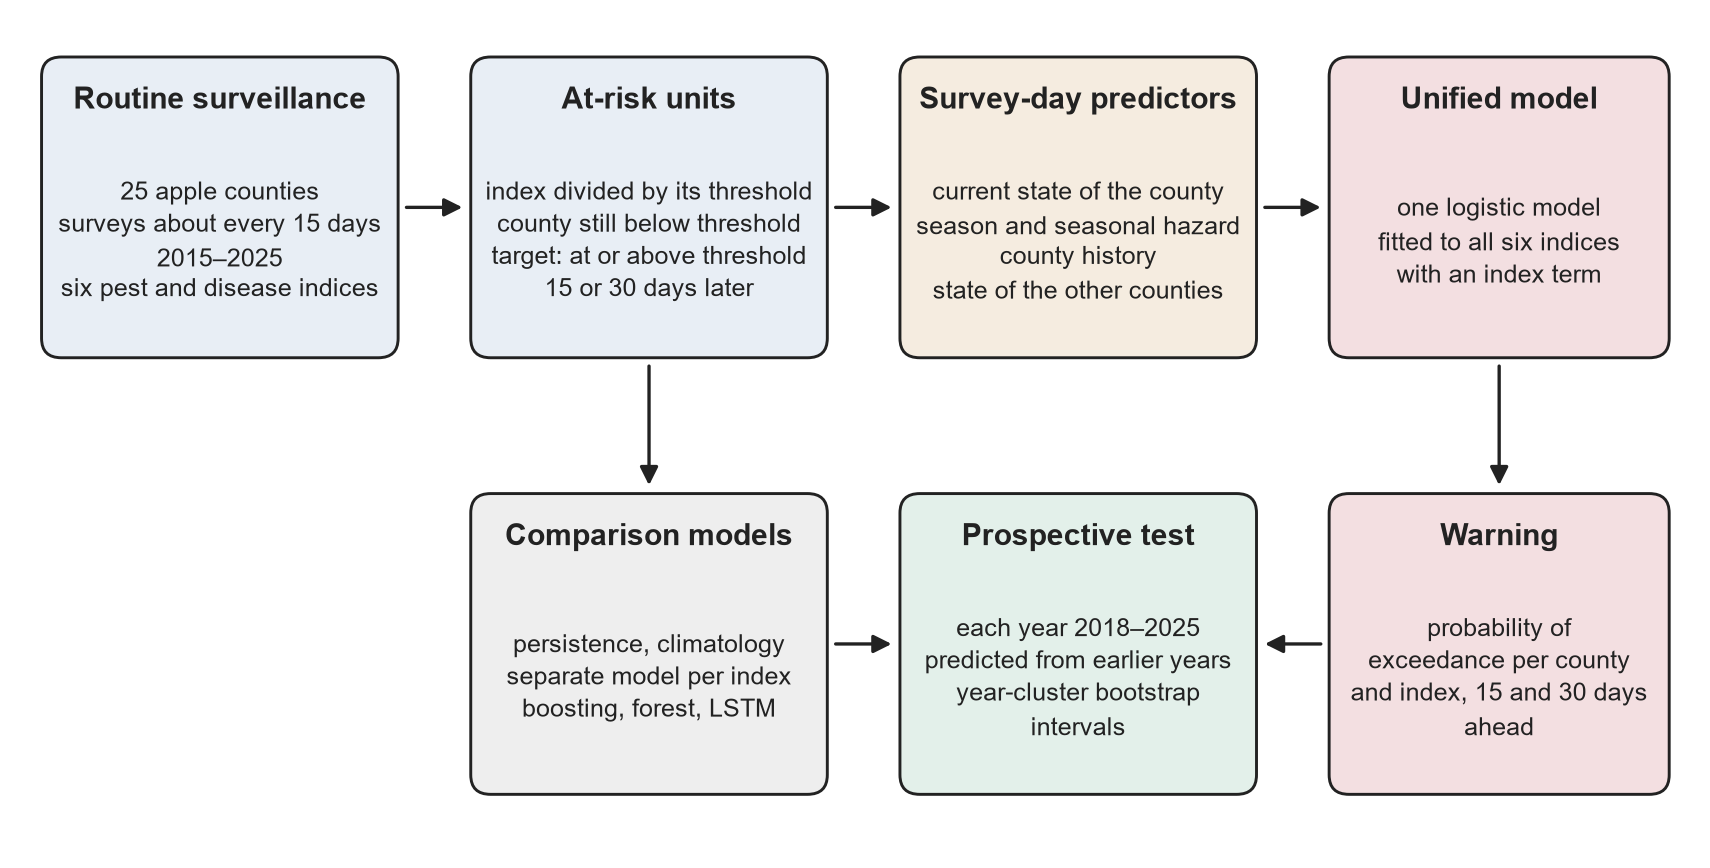 Routine surveillance
25 apple counties
surveys about every 15 days
2015–2025
six pest and disease indices
At-risk units
index divided by its threshold
county still below threshold
target: at or above threshold
15 or 30 days later
Survey-day predictors
current state of the county
season and seasonal hazard
county history
state of the other counties
Unified model
one logistic model
fitted to all six indices
with an index term
Comparison models
persistence, climatology
separate model per index
boosting, forest, LSTM
Prospective test
each year 2018–2025
predicted from earlier years
year-cluster bootstrap
intervals
Warning
probability of
exceedance per county
and index, 15 and 30 days
ahead